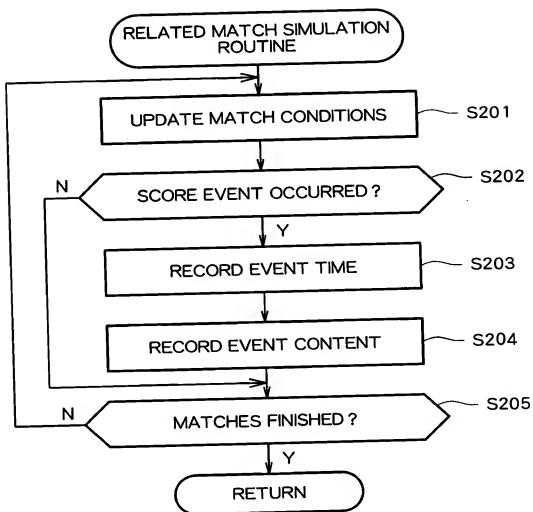 RELATED MATCH SIMULATION
ROUTINE
UPDATE MATCH CONDITIONS
S201
N
SCORE EVENT OCCURRED ?
S202
Y
RECORD EVENT TIME
S203
RECORD EVENT CONTENT
S204
N
MATCHES FINISHED ?
S205
Y
RETURN